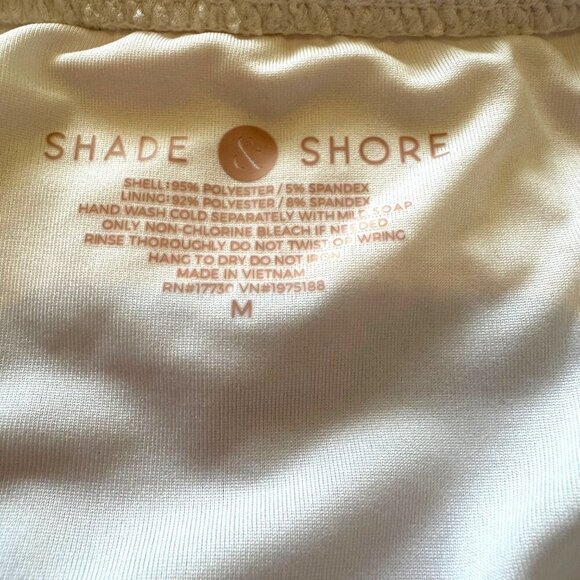 SHADE & SHORE
SHELL: 95% POLYESTER / 5% SPANDEX
LINING: 92% POLYESTER / 8% SPANDEX
HAND WASH COLD SEPARATELY WITH MILD SOAP
ONLY NON-CHLORINE BLEACH IF NEEDED
RINSE THOROUGHLY DO NOT TWIST OR WRING
HANG TO DRY. DO NOT IRON
MADE IN VIETNAM
RN#17730 VN#1975188
M